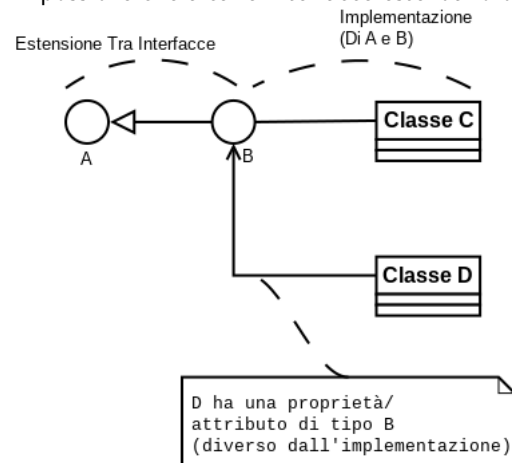 Implementazione
(Di A e B)
Estensione Tra Interfacce
Classe C
A
B
Classe D
D ha una proprietà/
attributo di tipo B
(diverso dall'implementazione)